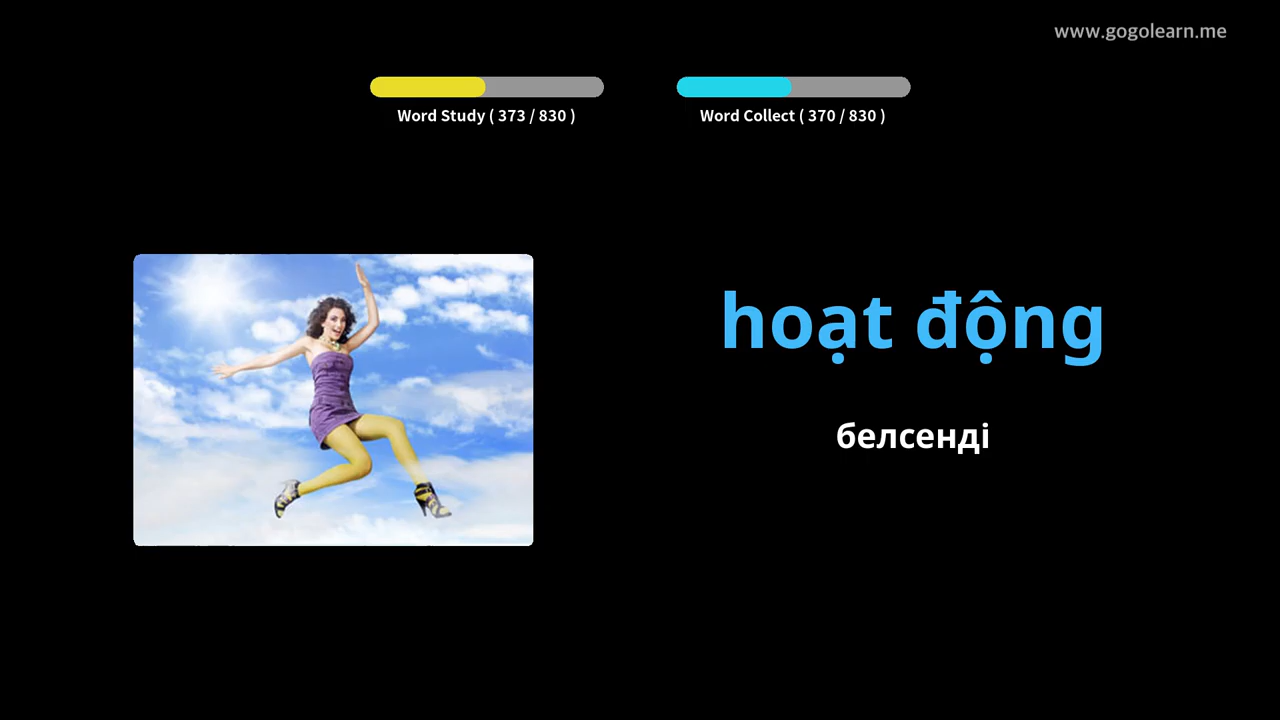 www.gogolearn.me
Word Study ( 373 / 830 )
Word Collect ( 370 / 830 )
hoạt động
белсенді